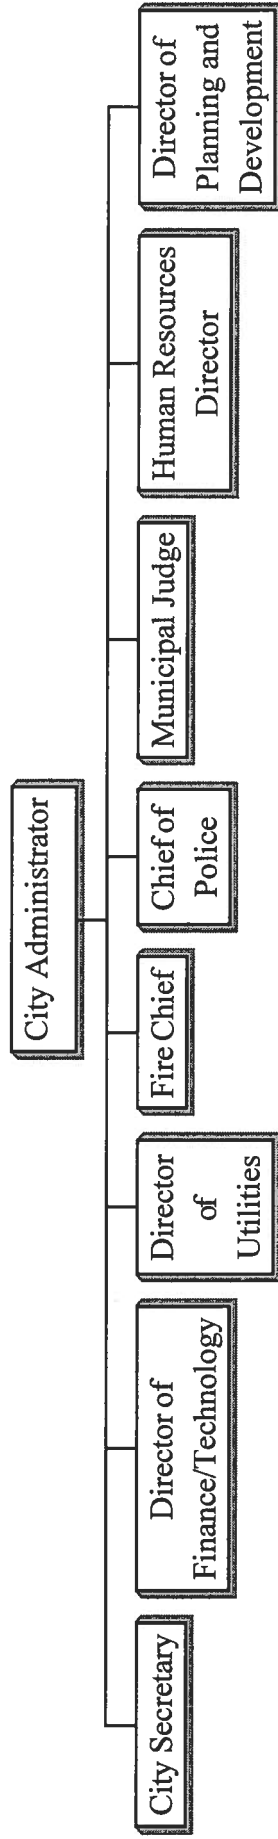 City Administrator
City Secretary
Director of
Finance/Technology
Director
of
Utilities
Fire Chief
Chief of
Police
Municipal Judge
Human Resources
Director
Director of
Planning and
Development